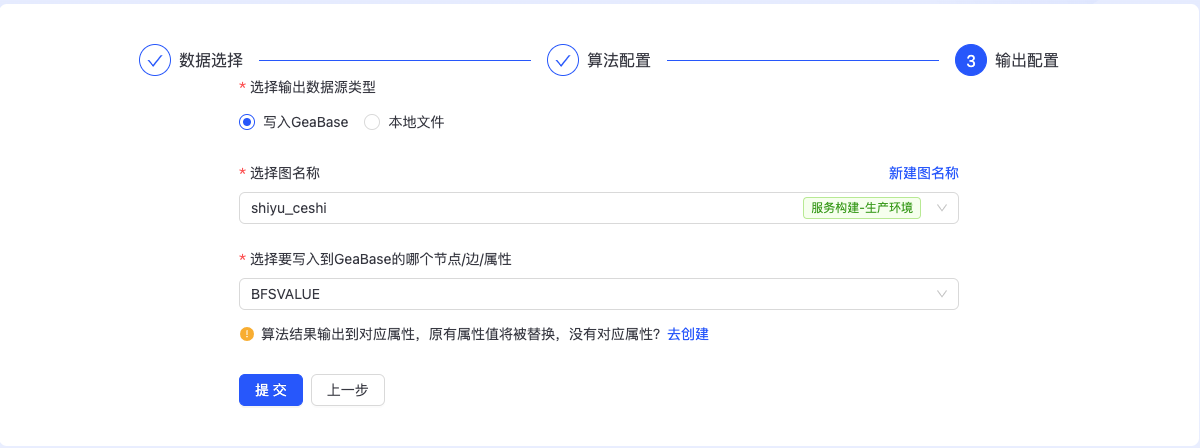 数据选择
算法配置
3 输出配置
* 选择输出数据源类型
写入GeaBase 本地文件
* 选择图名称 新建图名称
shiyu_ceshi 服务构建-生产环境
* 选择要写入到GeaBase的哪个节点/边/属性
BFSVALUE
算法结果输出到对应属性，原有属性值将被替换，没有对应属性？去创建
提 交 上一步